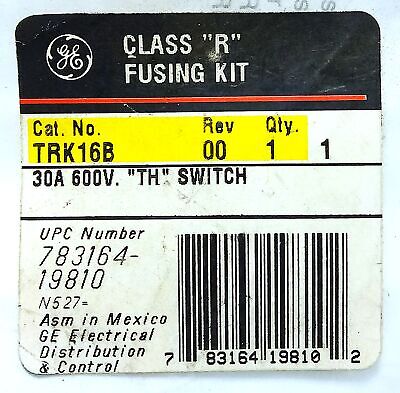 GE
CLASS "R"
FUSING KIT
Cat. No. Rev Qty.
TRK16B 00 1 1
30A 600V. "TH" SWITCH
UPC Number
783164-
19810
N527=
Asm in Mexico
GE Electrical
Distribution
& Control
7 83164 19810 2